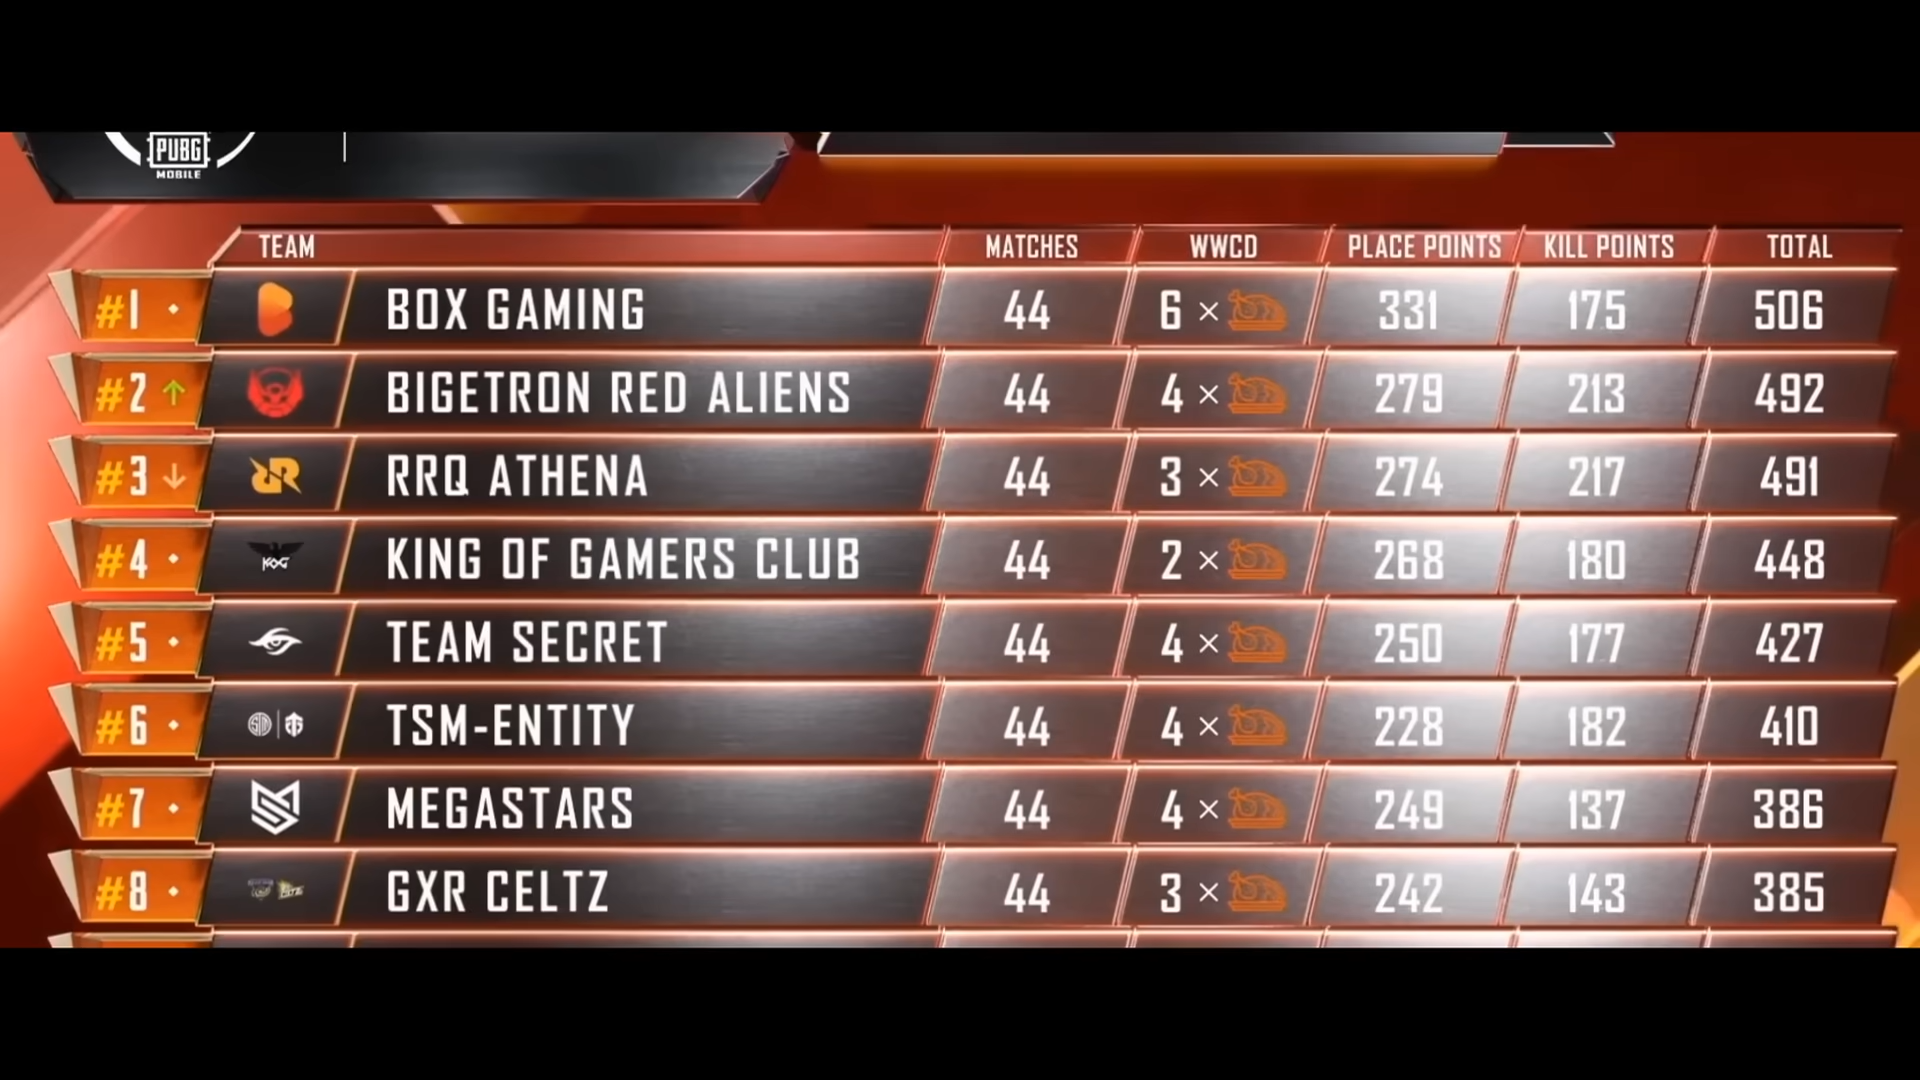 PUBG
MOBILE
TEAM MATCHES WWCD PLACE POINTS KILL POINTS TOTAL
#1 BOX GAMING 44 6 × 331 175 506
#2 BIGETRON RED ALIENS 44 4 × 279 213 492
#3 RRQ ATHENA 44 3 × 274 217 491
#4 KOG KING OF GAMERS CLUB 44 2 × 268 180 448
#5 TEAM SECRET 44 4 × 250 177 427
#6 TSM-ENTITY 44 4 × 228 182 410
#7 MEGASTARS 44 4 × 249 137 386
#8 GXR CELTZ 44 3 × 242 143 385